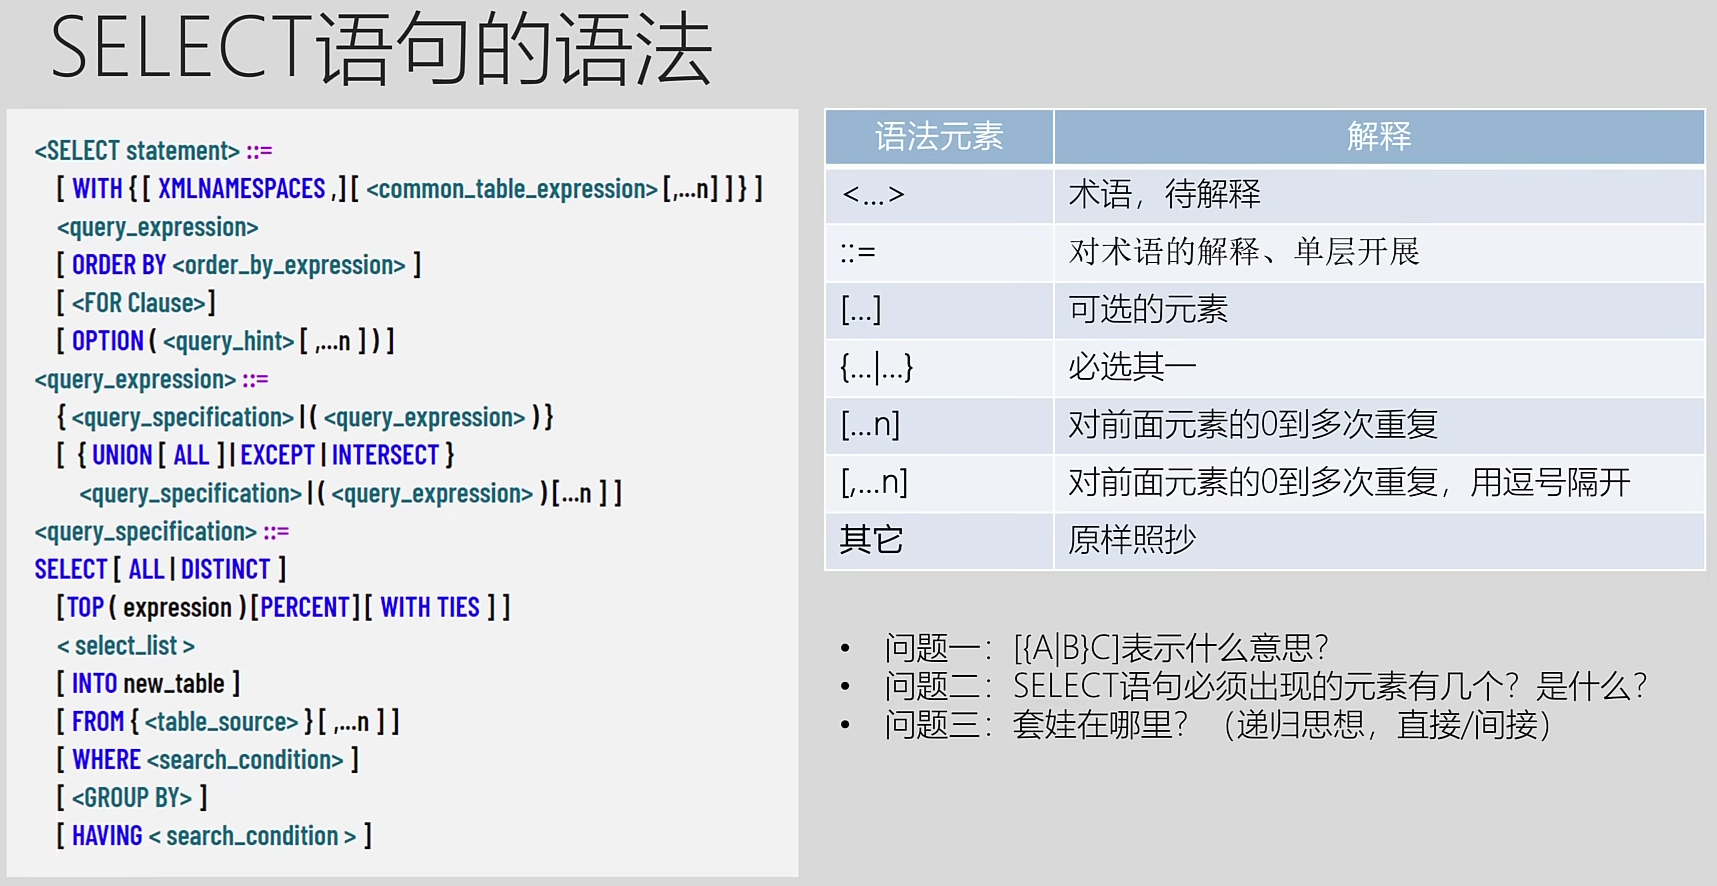 SELECT语句的语法
<SELECT statement> ::=
[ WITH { [ XMLNAMESPACES ,] [ <common_table_expression> [,...n] ] } ]
<query_expression>
[ ORDER BY <order_by_expression> ]
[ <FOR Clause>]
[ OPTION ( <query_hint> [ ,...n ] ) ]
<query_expression> ::=
{ <query_specification> | ( <query_expression> ) }
[ { UNION [ ALL ] | EXCEPT | INTERSECT }
<query_specification> | ( <query_expression> ) [...n ] ]
<query_specification> ::=
SELECT [ ALL | DISTINCT ]
[TOP ( expression ) [PERCENT] [ WITH TIES ] ]
< select_list >
[ INTO new_table ]
[ FROM { <table_source> } [ ,...n ] ]
[ WHERE <search_condition> ]
[ <GROUP BY> ]
[ HAVING < search_condition > ]
语法元素 解释
<...> 术语，待解释
::= 对术语的解释、单层开展
[...] 可选的元素
{...|...} 必选其一
[...n] 对前面元素的0到多次重复
[,...n] 对前面元素的0到多次重复，用逗号隔开
其它 原样照抄
• 问题一：[{A|B}C]表示什么意思？
• 问题二：SELECT语句必须出现的元素有几个？是什么？
• 问题三：套娃在哪里？（递归思想，直接/间接）